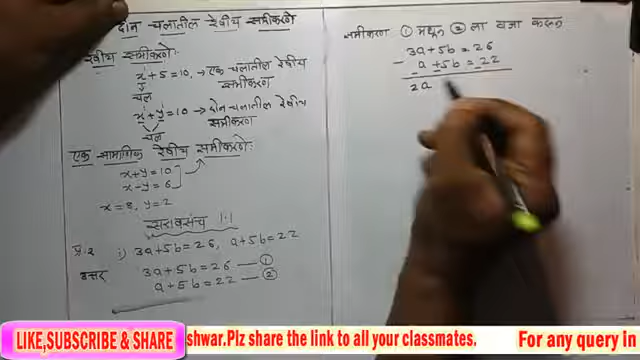 दोन चलातील रेषीय समीकरणे
रेषीय समीकरणे:
x + 5 = 10, → एक चलातील रेषीय
समीकरण
चल
x + y = 10 → दोन चलातील रेषीय
समीकरण
चल
एक सामायिक रेषीय समीकरणे:
x + y = 10
x - y = 6
x = 8, y = 2
सरावसंच 1.1
प्र.2 i) 3a + 5b = 26, a + 5b = 22
उत्तर 3a + 5b = 26 — ①
a + 5b = 22 — ②
समीकरण ① मधून ② ला वजा करून
3a + 5b = 26
- a + 5b = 22
- - -
2a
LIKE,SUBSCRIBE & SHARE
shwar.Plz share the link to all your classmates.
For any query in